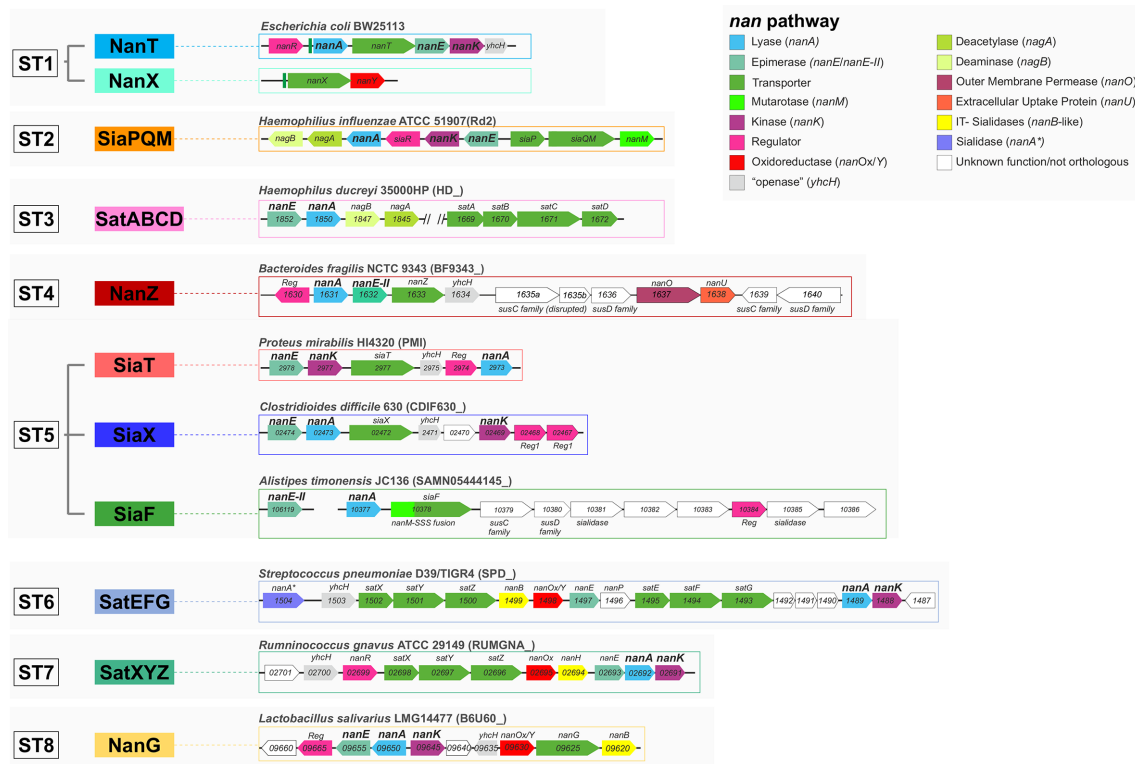 nan pathway
Lyase (nanA)
Epimerase (nanE/nanE-II)
Transporter
Mutarotase (nanM)
Kinase (nanK)
Regulator
Oxidoreductase (nanOx/Y)
“openase” (yhcH)
Deacetylase (nagA)
Deaminase (nagB)
Outer Membrane Permease (nanO)
Extracellular Uptake Protein (nanU)
IT- Sialidases (nanB-like)
Sialidase (nanA*)
Unknown function/not orthologous
ST1
NanT
Escherichia coli BW25113
nanR nanA nanT nanE nanK yhcH
NanX
nanX nanY
ST2
SiaPQM
Haemophilus influenzae ATCC 51907(Rd2)
nagB nagA nanA siaR nanK nanE siaP siaQM nanM
ST3
SatABCD
Haemophilus ducreyi 35000HP (HD_)
nanE nanA nagB nagA satA satB satC satD
1852 1850 1847 1845 // // 1669 1670 1671 1672
ST4
NanZ
Bacteroides fragilis NCTC 9343 (BF9343_)
Reg nanA nanE-II nanZ yhcH nanO nanU
1630 1631 1632 1633 1634 1635a 1635b 1636 1637 1638 1639 1640
susC family (disrupted) susD family susC family susD family
ST5
SiaT
Proteus mirabilis HI4320 (PMI)
nanE nanK siaT yhcH Reg nanA
2978 2977 2977 2975 2974 2973
SiaX
Clostridioides difficile 630 (CDIF630_)
nanE nanA siaX yhcH nanK
02474 02473 02472 2471 02470 02469 02468 02467
Reg1 Reg1
SiaF
Alistipes timonensis JC136 (SAMN05444145_)
nanE-II nanA siaF
106119 10377 10378 10379 10380 10381 10382 10383 10384 10385 10386
nanM-SSS fusion susC family susD family sialidase Reg sialidase
ST6
SatEFG
Streptococcus pneumoniae D39/TIGR4 (SPD_)
nanA* yhcH satX satY satZ nanB nanOx/Y nanE nanP satE satF satG nanA nanK
1504 1503 1502 1501 1500 1499 1498 1497 1496 1495 1494 1493 1492 1491 1490 1489 1488 1487
ST7
SatXYZ
Rumninococcus gnavus ATCC 29149 (RUMGNA_)
yhcH nanR satX satY satZ nanOx nanH nanE nanA nanK
02701 02700 02699 02698 02697 02696 02695 02694 02693 02692 02691
ST8
NanG
Lactobacillus salivarius LMG14477 (B6U60_)
Reg nanE nanA nanK yhcH nanOx/Y nanG nanB
09660 09665 09655 09650 09645 09640 09635 09630 09625 09620